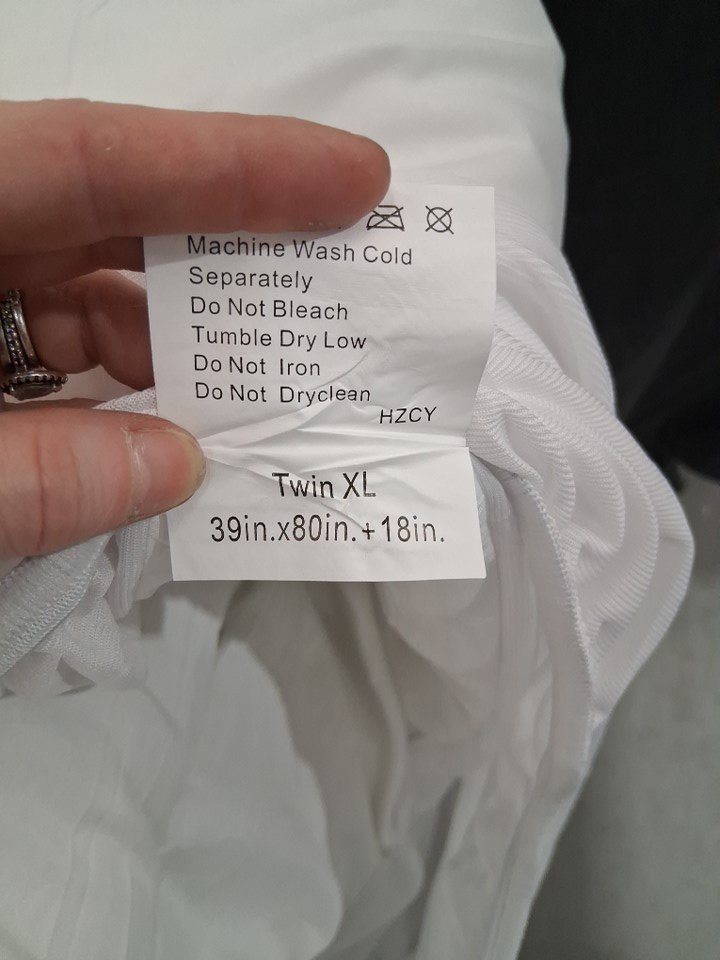 Machine Wash Cold
Separately
Do Not Bleach
Tumble Dry Low
Do Not Iron
Do Not Dryclean
HZCY
Twin XL
39in.x80in.+18in.